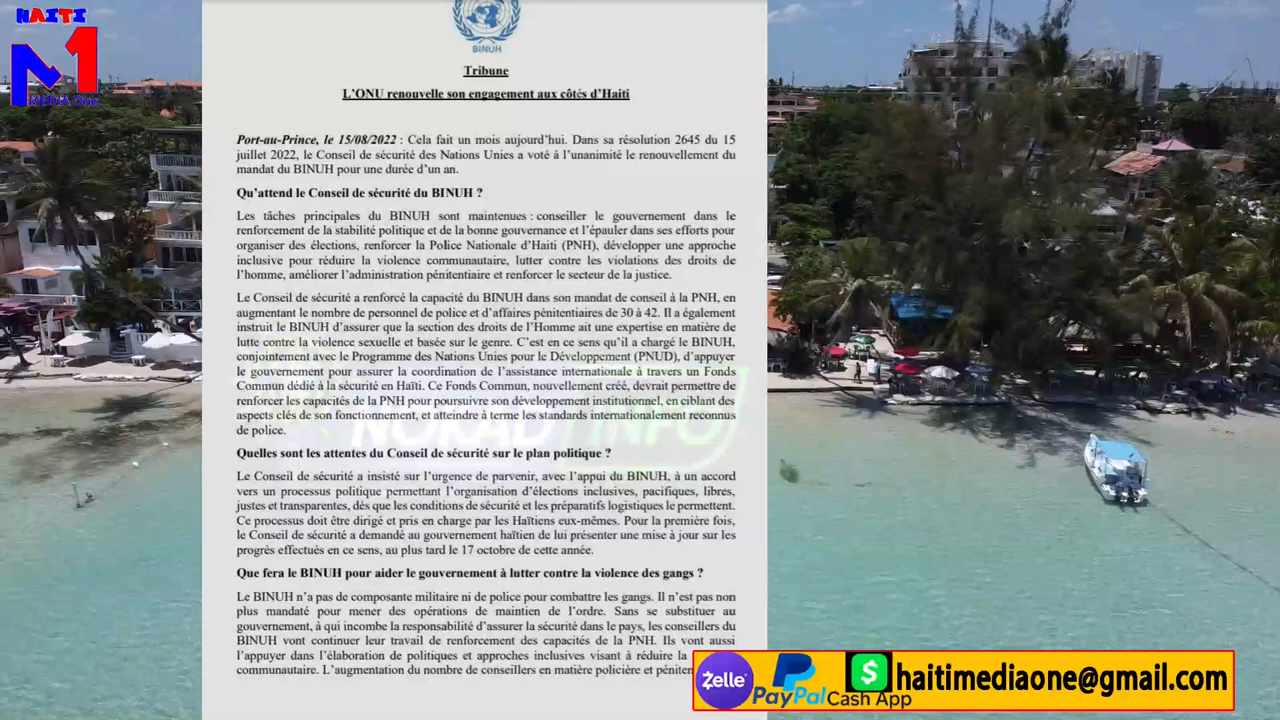 HAITI
M1
MEDIA One
BINUH
Tribune
L'ONU renouvelle son engagement aux côtés d'Haiti
Port-au-Prince, le 15/08/2022 : Cela fait un mois aujourd'hui. Dans sa résolution 2645 du 15
juillet 2022, le Conseil de sécurité des Nations Unies a voté à l'unanimité le renouvellement du
mandat du BINUH pour une durée d'un an.
Qu'attend le Conseil de sécurité du BINUH ?
Les tâches principales du BINUH sont maintenues : conseiller le gouvernement dans le
renforcement de la stabilité politique et de la bonne gouvernance et l'épauler dans ses efforts pour
organiser des élections, renforcer la Police Nationale d'Haïti (PNH), développer une approche
inclusive pour réduire la violence communautaire, lutter contre les violations des droits de
l'homme, améliorer l'administration pénitentiaire et renforcer le secteur de la justice.
Le Conseil de sécurité a renforcé la capacité du BINUH dans son mandat de conseil à la PNH, en
augmentant le nombre de personnel de police et d'affaires pénitentiaires de 30 à 42. Il a également
instruit le BINUH d'assurer que la section des droits de l'Homme ait une expertise en matière de
lutte contre la violence sexuelle et basée sur le genre. C'est en ce sens qu'il a chargé le BINUH,
conjointement avec le Programme des Nations Unies pour le Développement (PNUD), d'appuyer
le gouvernement pour assurer la coordination de l'assistance internationale à travers un Fonds
Commun dédié à la sécurité en Haïti. Ce Fonds Commun, nouvellement créé, devrait permettre de
renforcer les capacités de la PNH pour poursuivre son développement institutionnel, en ciblant des
aspects clés de son fonctionnement, et atteindre à terme les standards internationalement reconnus
de police.
Quelles sont les attentes du Conseil de sécurité sur le plan politique ?
Le Conseil de sécurité a insisté sur l'urgence de parvenir, avec l'appui du BINUH, à un accord
vers un processus politique permettant l'organisation d'élections inclusives, pacifiques, libres,
justes et transparentes, dès que les conditions de sécurité et les préparatifs logistiques le permettent.
Ce processus doit être dirigé et pris en charge par les Haïtiens eux-mêmes. Pour la première fois,
le Conseil de sécurité a demandé au gouvernement haïtien de lui présenter une mise à jour sur les
progrès effectués en ce sens, au plus tard le 17 octobre de cette année.
Que fera le BINUH pour aider le gouvernement à lutter contre la violence des gangs ?
Le BINUH n'a pas de composante militaire ni de police pour combattre les gangs. Il n'est pas non
plus mandaté pour mener des opérations de maintien de l'ordre. Sans se substituer au
gouvernement, à qui incombe la responsabilité d'assurer la sécurité dans le pays, les conseillers du
BINUH vont continuer leur travail de renforcement des capacités de la PNH. Ils vont aussi
l'appuyer dans l'élaboration de politiques et approches inclusives visant à réduire la
communautaire. L'augmentation du nombre de conseillers en matière policière et péniten
Zelle
PayPal
$
Cash App
haitimediaone@gmail.com